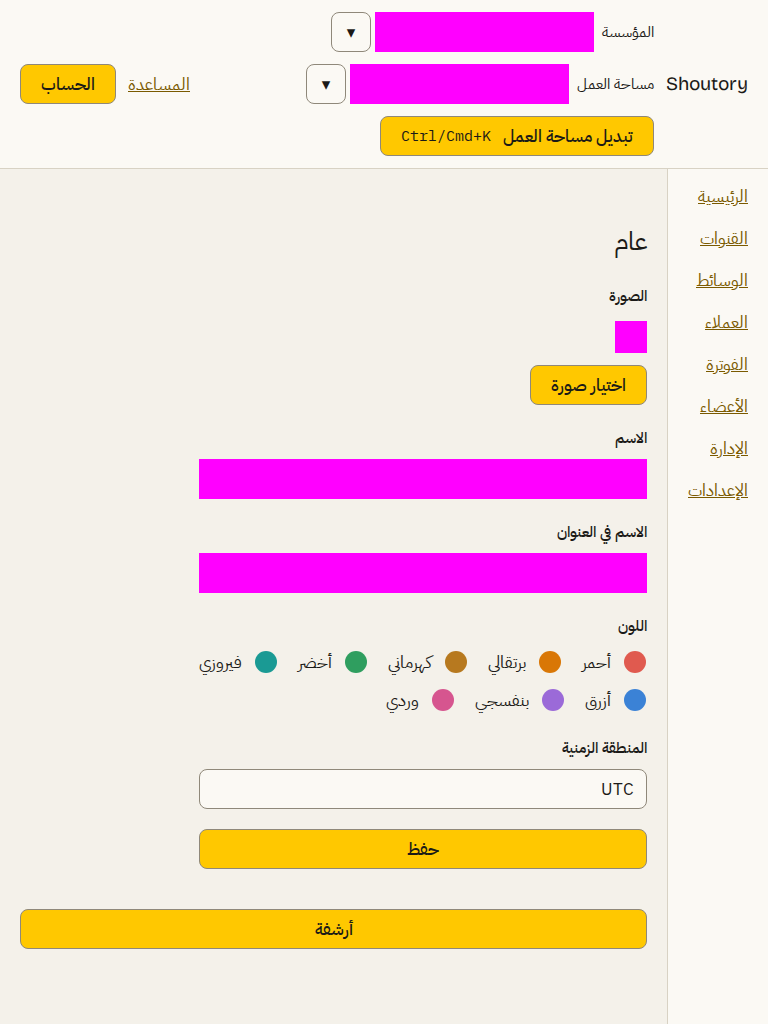 المؤسسة
▼
Shoutory
مساحة العمل
▼
المساعدة
الحساب
تبديل مساحة العمل Ctrl/Cmd+K
الرئيسية
القنوات
الوسائط
العملاء
الفوترة
الأعضاء
الإدارة
الإعدادات
عام
الصورة
اختيار صورة
الاسم
الاسم في العنوان
اللون
أحمر برتقالي كهرماني أخضر فيروزي
أزرق بنفسجي وردي
المنطقة الزمنية
UTC
حفظ
أرشفة